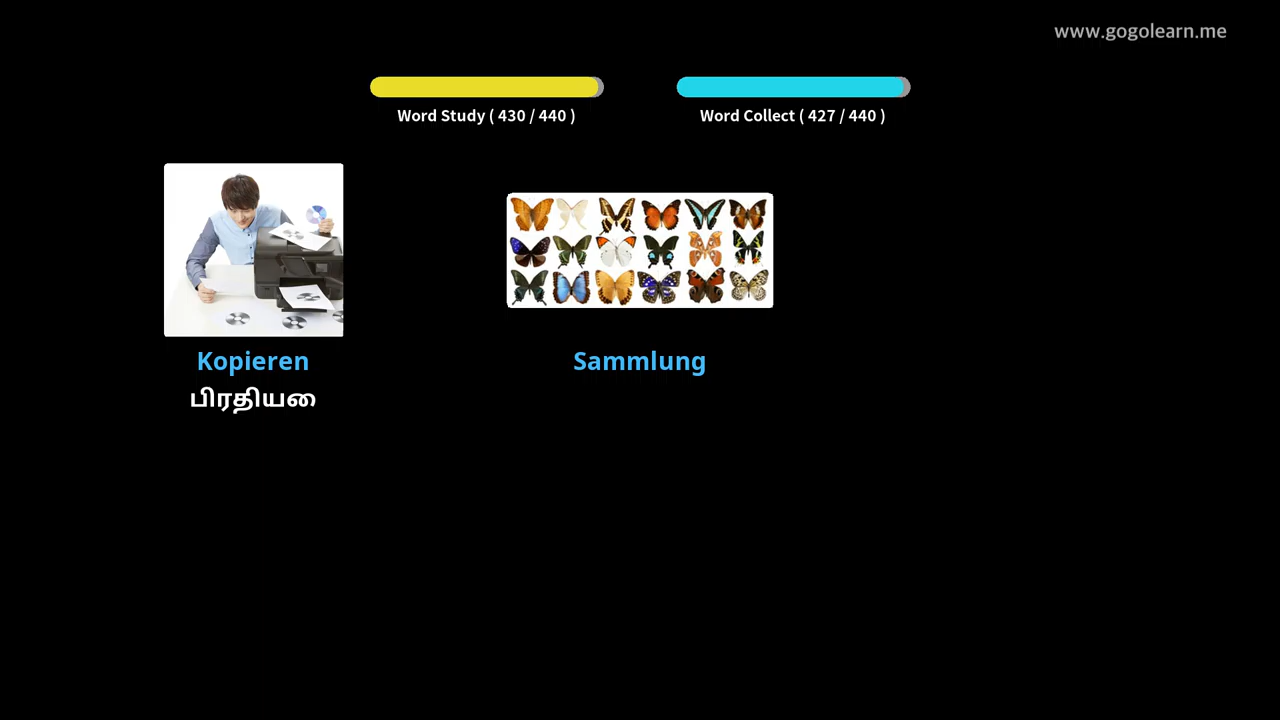 www.gogolearn.me
Word Study ( 430 / 440 )
Word Collect ( 427 / 440 )
Kopieren
பிரதியை
Sammlung